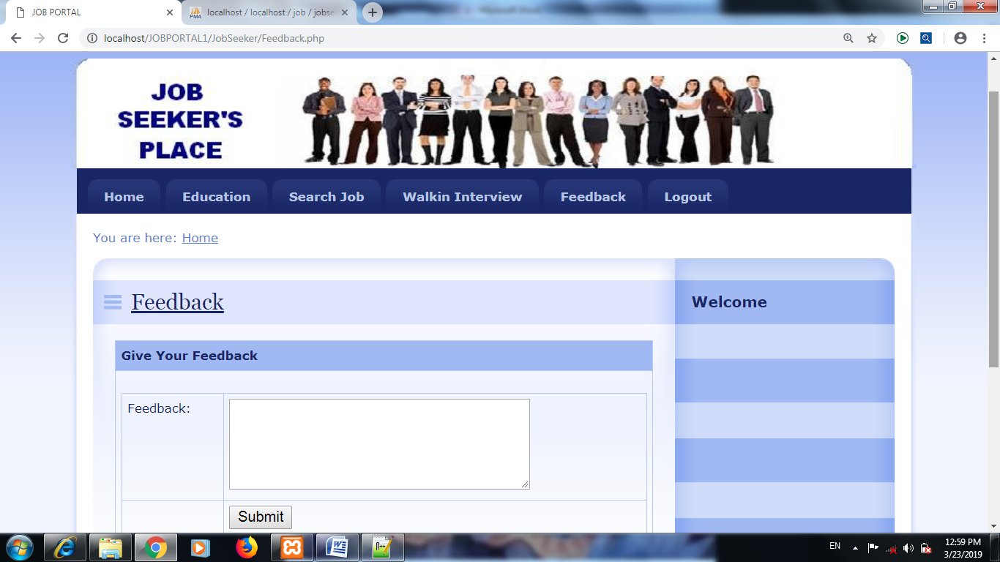 JOB PORTAL
localhost / localhost / job / jobse
PMA
localhost/JOBPORTAL1/JobSeeker/Feedback.php
JOB
SEEKER'S
PLACE
Home
Education
Search Job
Walkin Interview
Feedback
Logout
You are here: Home
Feedback
Welcome
Give Your Feedback
Feedback:
Submit
EN
12:59 PM
3/23/2019